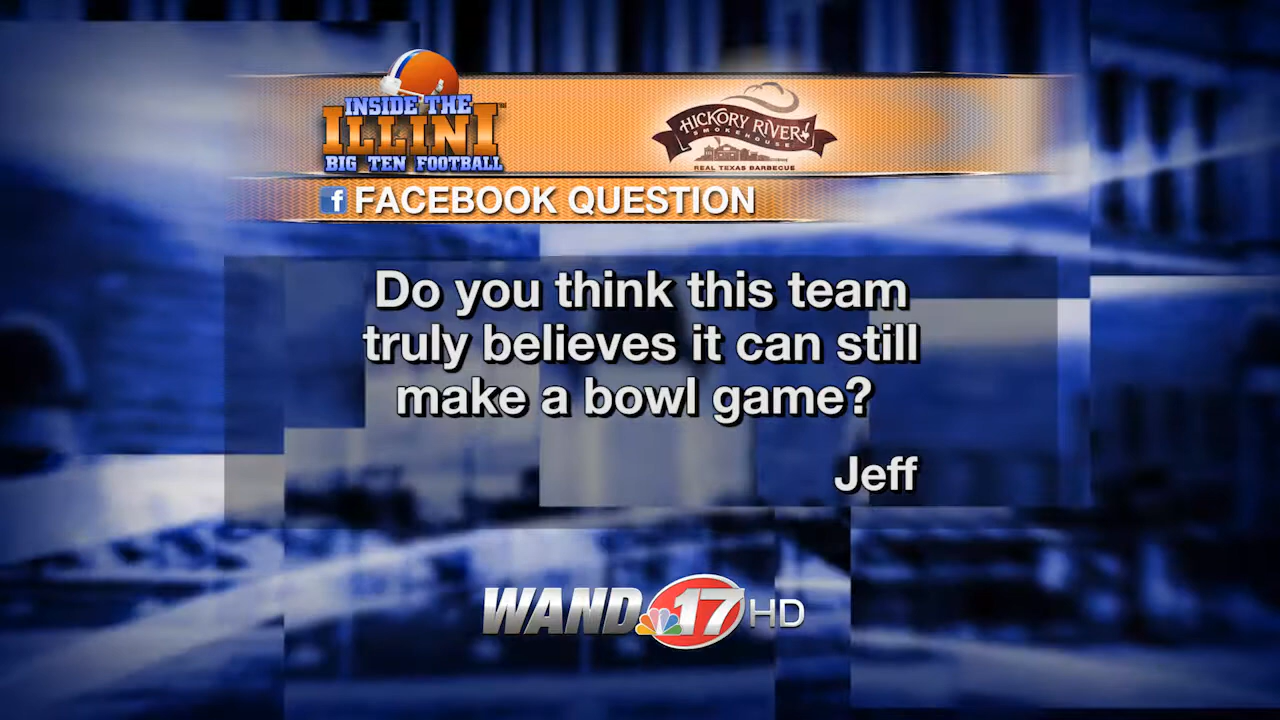 INSIDE THE
ILLINI™
BIG TEN FOOTBALL
HICKORY RIVER
SMOKEHOUSE
REAL TEXAS BARBECUE
f FACEBOOK QUESTION
Do you think this team
truly believes it can still
make a bowl game?
Jeff
WAND 17 HD